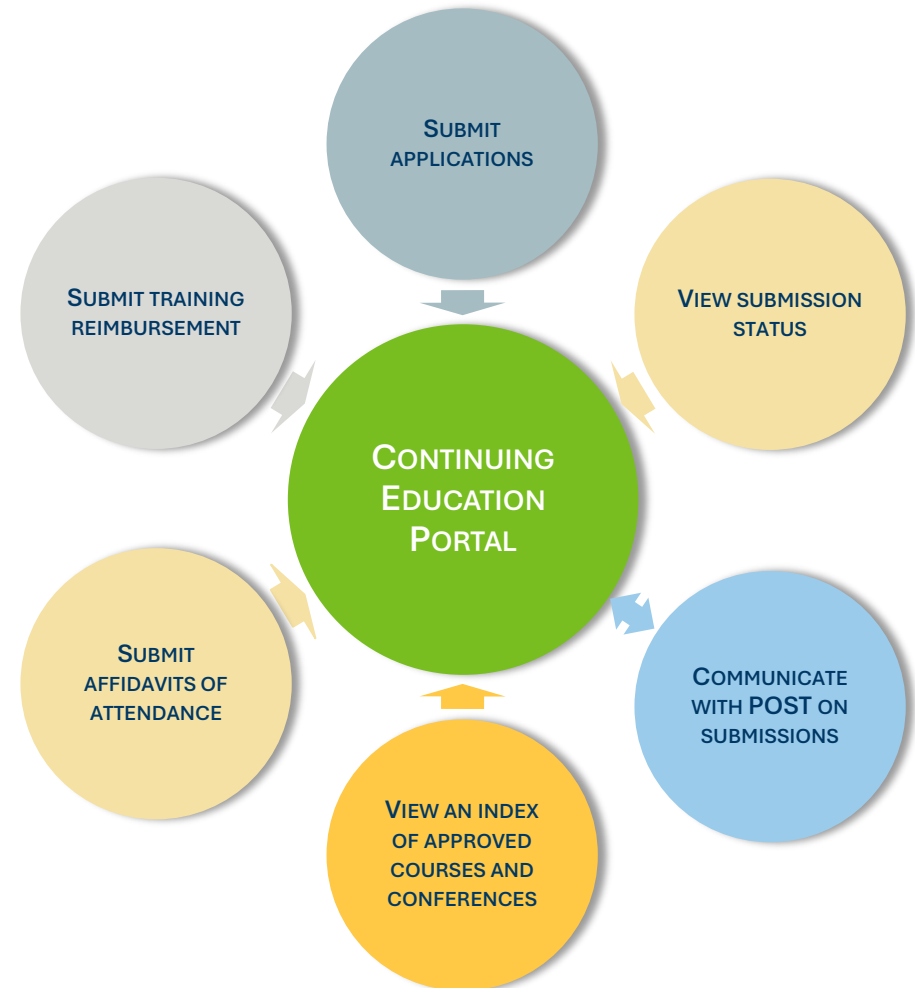 SUBMIT
APPLICATIONS
VIEW SUBMISSION
STATUS
COMMUNICATE
WITH POST ON
SUBMISSIONS
VIEW AN INDEX
OF APPROVED
COURSES AND
CONFERENCES
SUBMIT
AFFIDAVITS OF
ATTENDANCE
SUBMIT TRAINING
REIMBURSEMENT
CONTINUING
EDUCATION
PORTAL